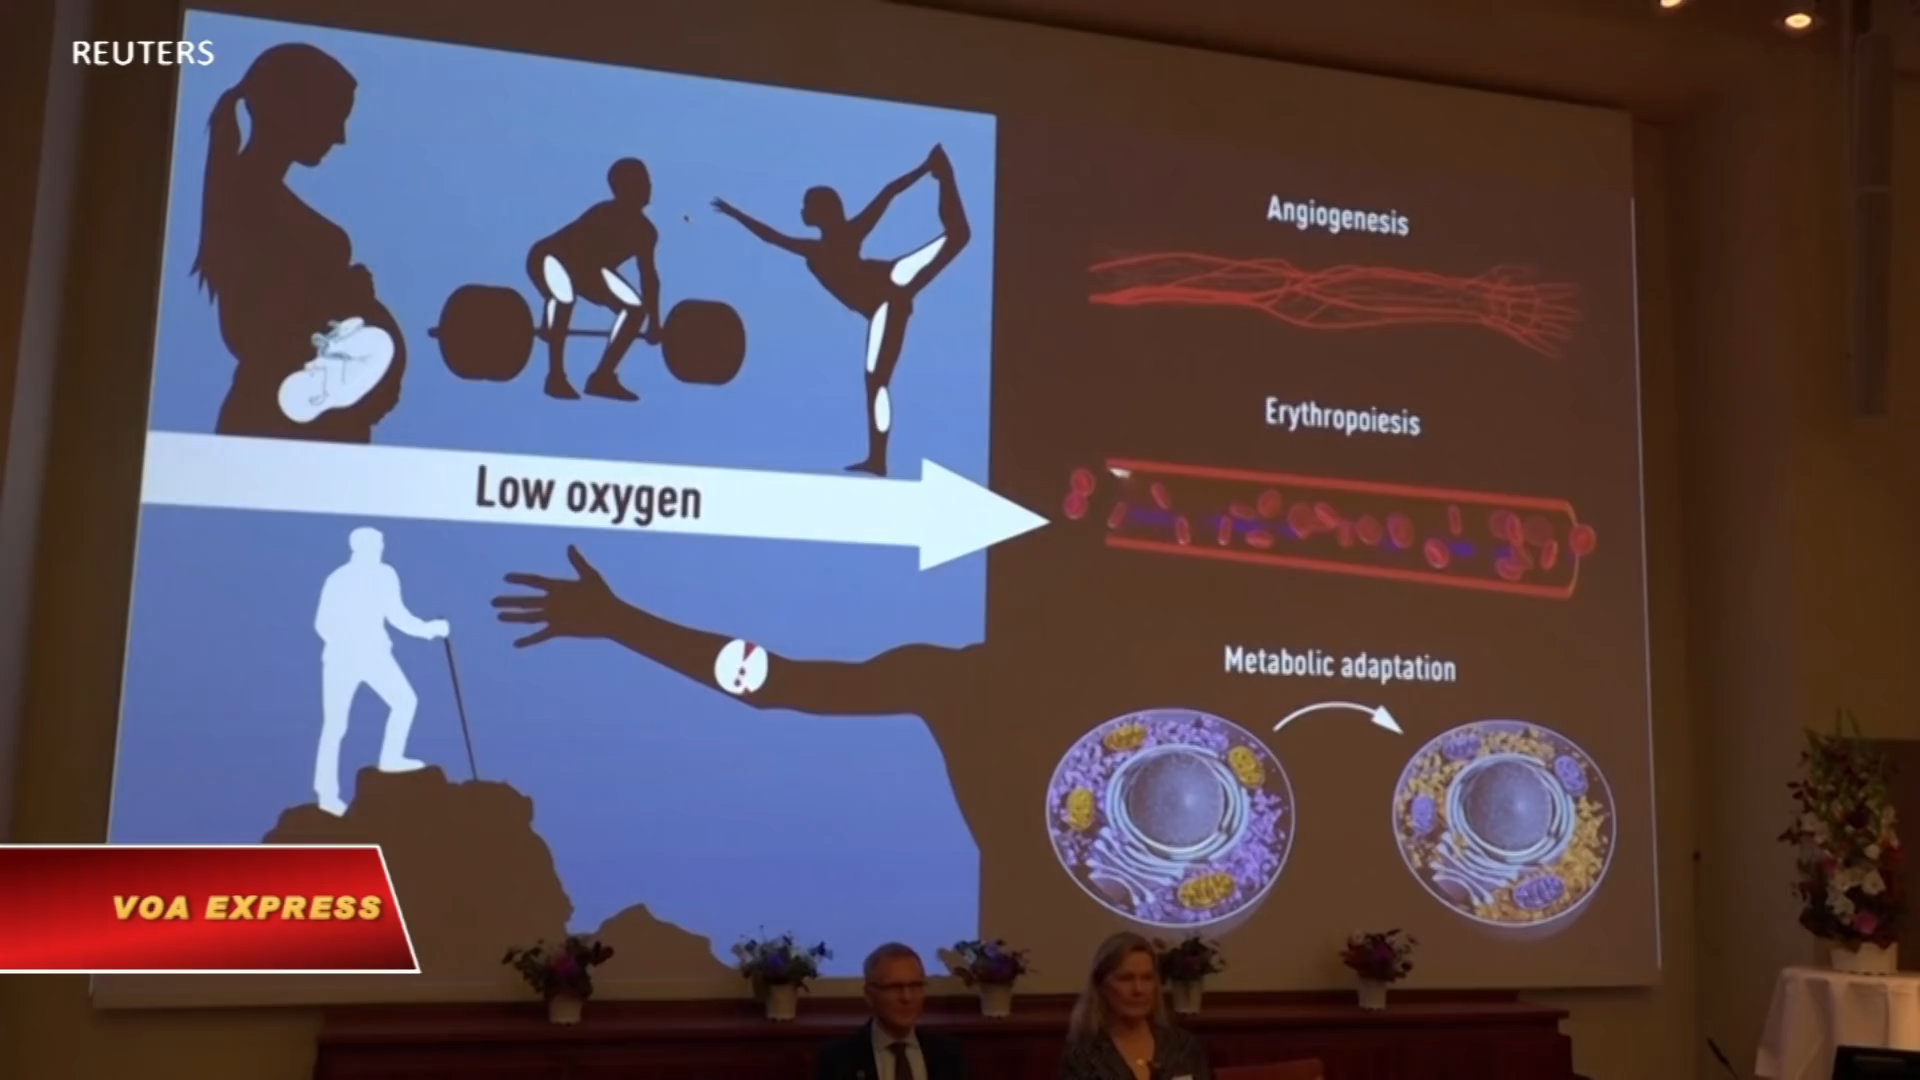 REUTERS
Angiogenesis
Erythropoiesis
Low oxygen
Metabolic adaptation
VOA EXPRESS